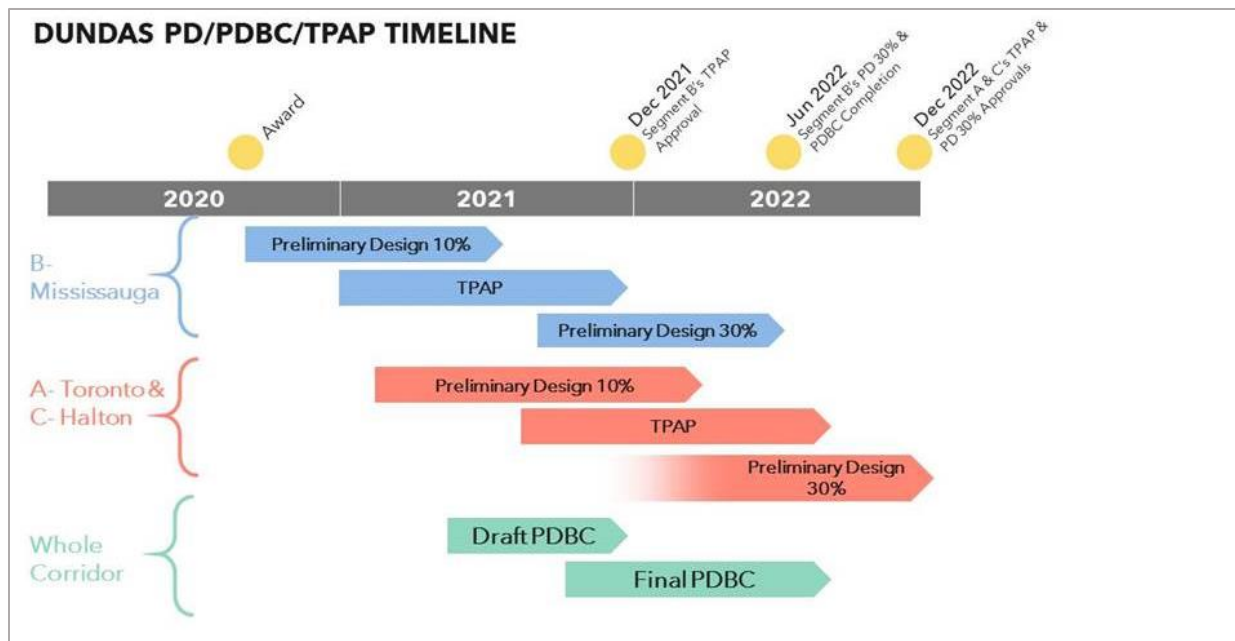 DUNDAS PD/PDBC/TPAP TIMELINE
Award
Dec 2021
Segment B's TPAP
Approval
Jun 2022
Segment B's PD 30% &
PDBC Completion
Dec 2022
Segment A & C's TPAP &
PD 30% Approvals
2020
2021
2022
B-
Mississauga
Preliminary Design 10%
TPAP
Preliminary Design 30%
A- Toronto &
C- Halton
Preliminary Design 10%
TPAP
Preliminary Design
30%
Whole
Corridor
Draft PDBC
Final PDBC